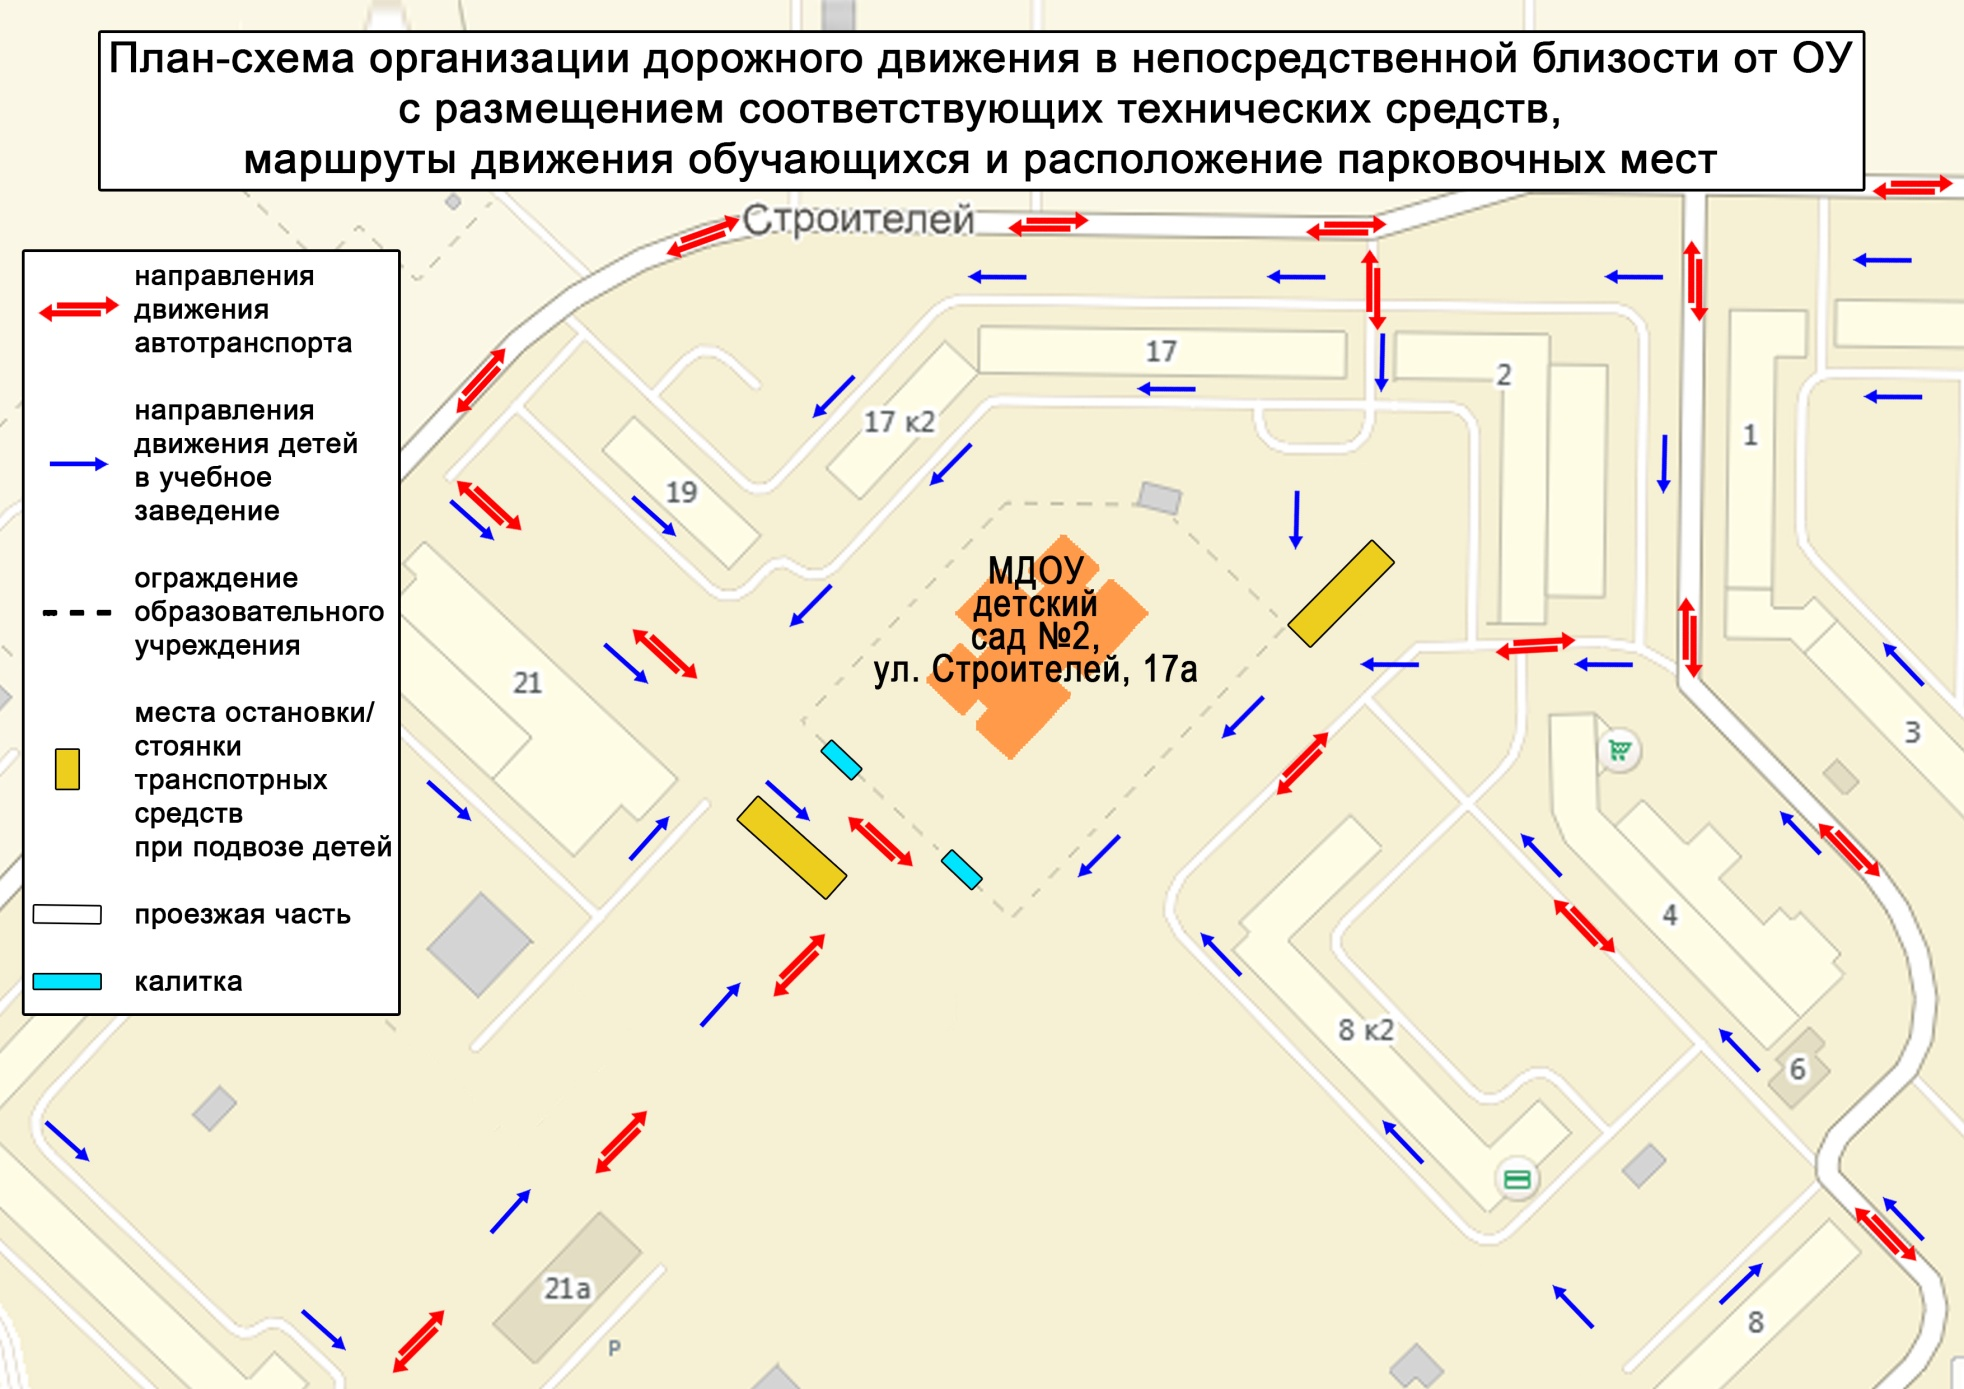 План-схема организации дорожного движения в непосредственной близости от ОУ
с размещением соответствующих технических средств,
маршруты движения обучающихся и расположение парковочных мест
Строителей
направления
движения
автотранспорта
направления
движения детей
в учебное
заведение
ограждение
образовательного
учреждения
места остановки/
стоянки
транспотрных
средств
при подвозе детей
проезжая часть
калитка
17
2
17 к2
1
19
МДОУ
детский
сад №2,
ул. Строителей, 17а
21
3
4
8 к2
6
21а
8
P